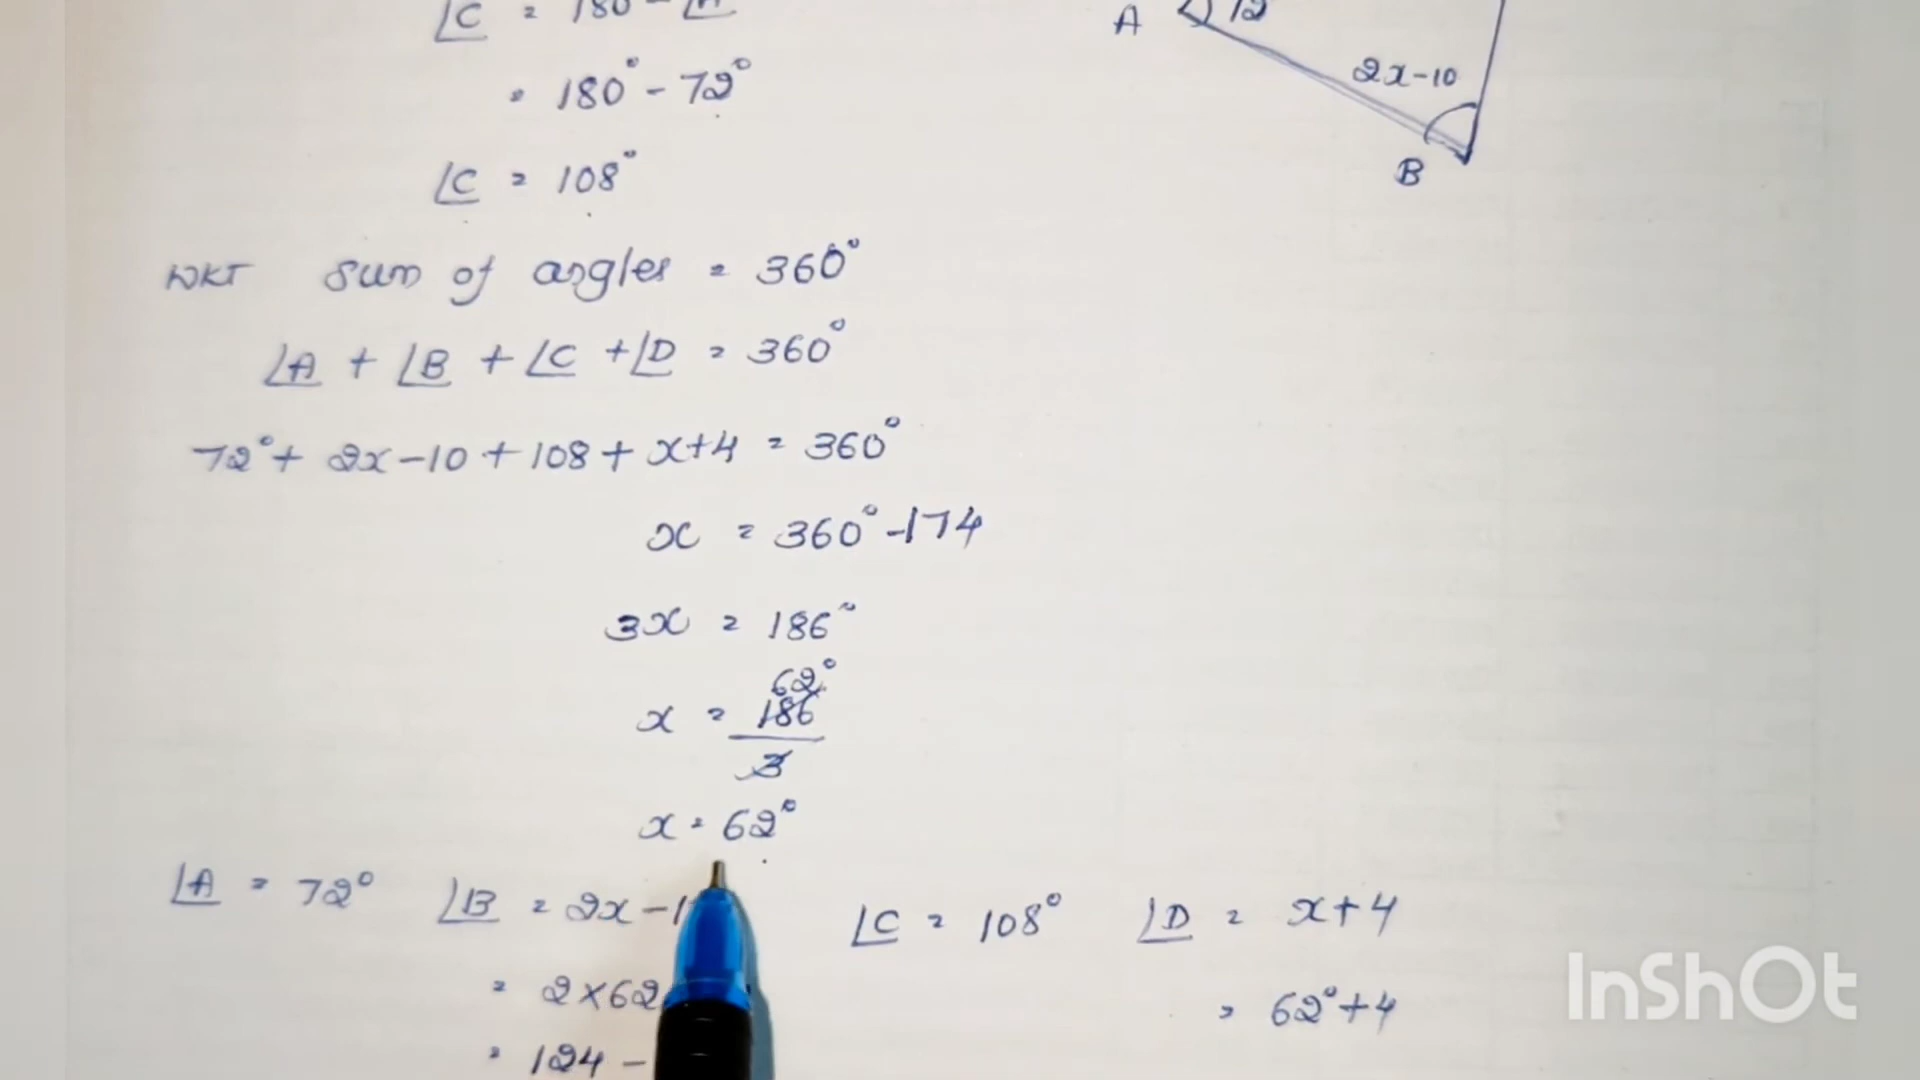 ∠C = 180° - ∠A
= 180° - 72°
∠C = 108°
A 72
2x-10
B
WKT Sum of angles = 360°
∠A + ∠B + ∠C + ∠D = 360°
72° + 2x-10 + 108 + x+4 = 360°
x = 360° - 174
3x = 186°
62°
x = 186
3
x = 62°
∠A = 72° ∠B = 2x - ∠C = 108° ∠D = x+4
= 2×62 = 62°+4
= 124 -
InShOt